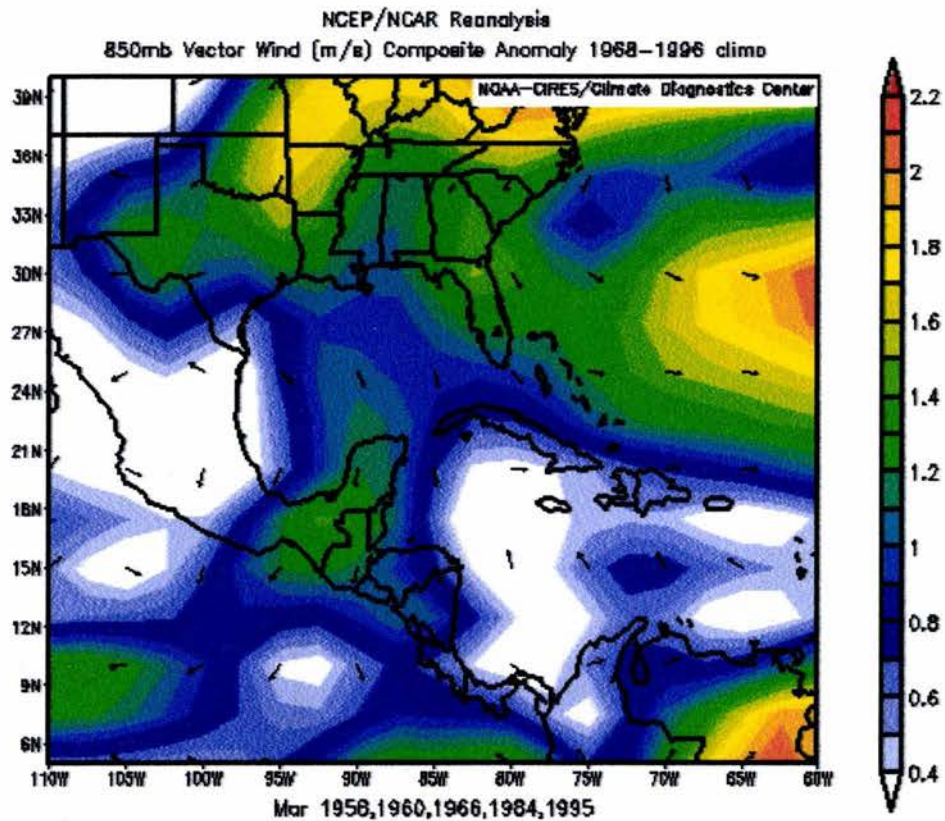 NCEP/NCAR Reanalysis
850mb Vector Wind (m/s) Composite Anomaly 1968-1996 climo
NOAA-CIRES/Climate Diagnostics Center
39N
36N
33N
30N
27N
24N
21N
18N
15N
12N
9N
6N
110W 105W 100W 95W 90W 85W 80W 75W 70W 65W 60W
2.2
2
1.8
1.6
1.4
1.2
1
0.8
0.6
0.4
Mar 1958,1960,1966,1984,1995